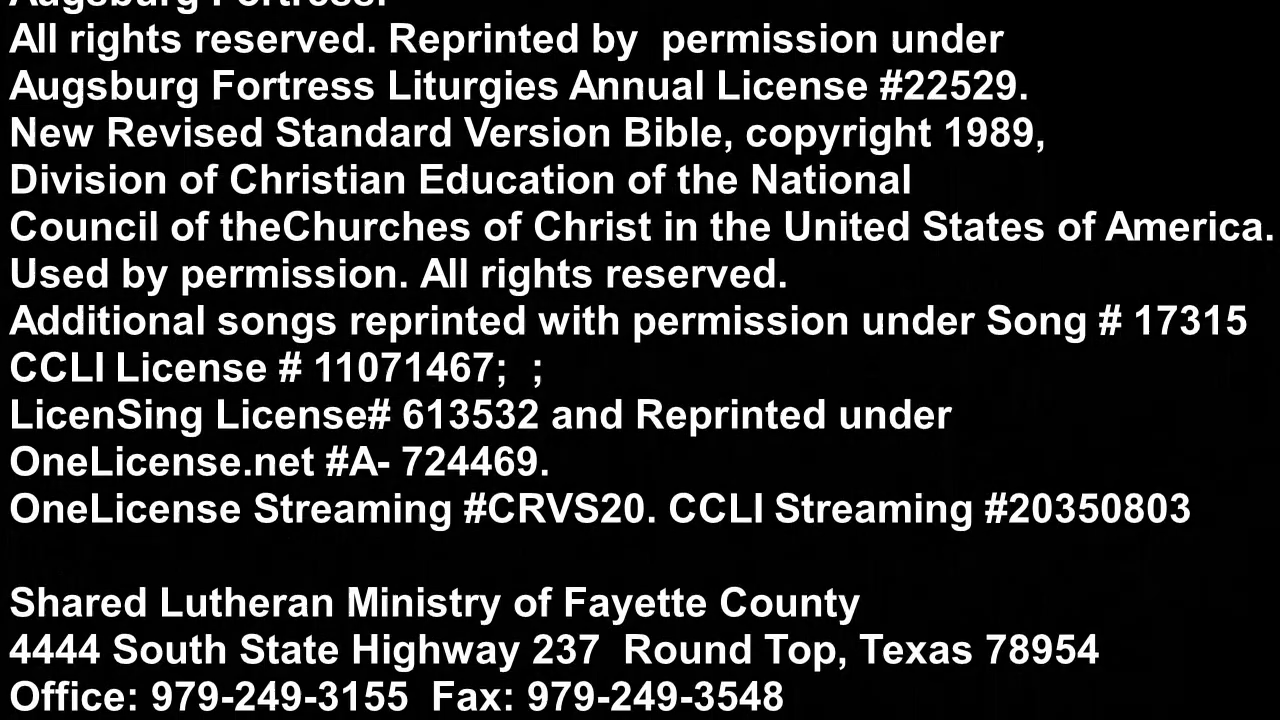 Augsburg Fortress.
All rights reserved. Reprinted by  permission under
Augsburg Fortress Liturgies Annual License #22529.
New Revised Standard Version Bible, copyright 1989,
Division of Christian Education of the National
Council of theChurches of Christ in the United States of America.
Used by permission. All rights reserved.
Additional songs reprinted with permission under Song # 17315
CCLI License # 11071467;  ;
LicenSing License# 613532 and Reprinted under
OneLicense.net #A- 724469.
OneLicense Streaming #CRVS20. CCLI Streaming #20350803
Shared Lutheran Ministry of Fayette County
4444 South State Highway 237  Round Top, Texas 78954
Office: 979-249-3155  Fax: 979-249-3548